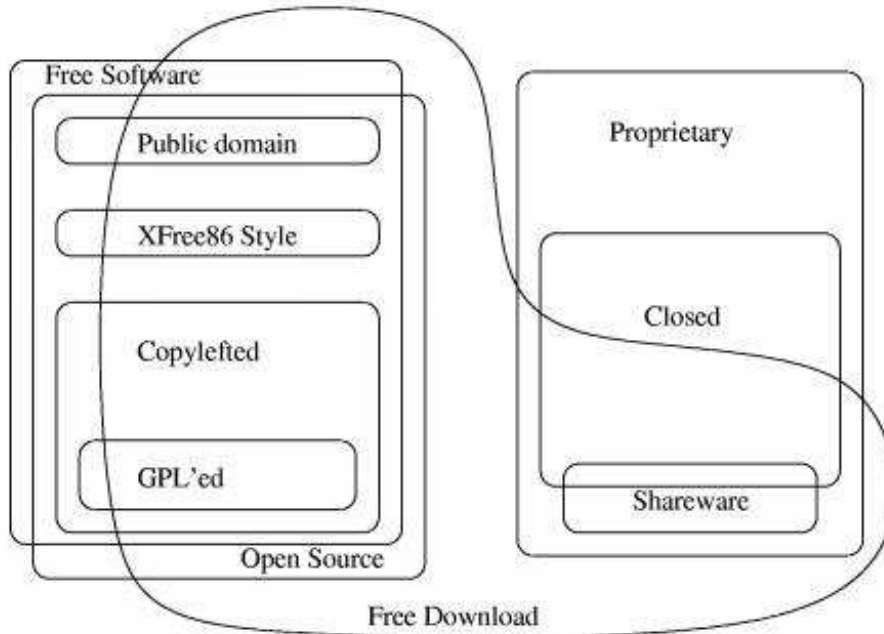 Free Software
Public domain
XFree86 Style
Copylefted
GPL'ed
Open Source
Proprietary
Closed
Shareware
Free Download